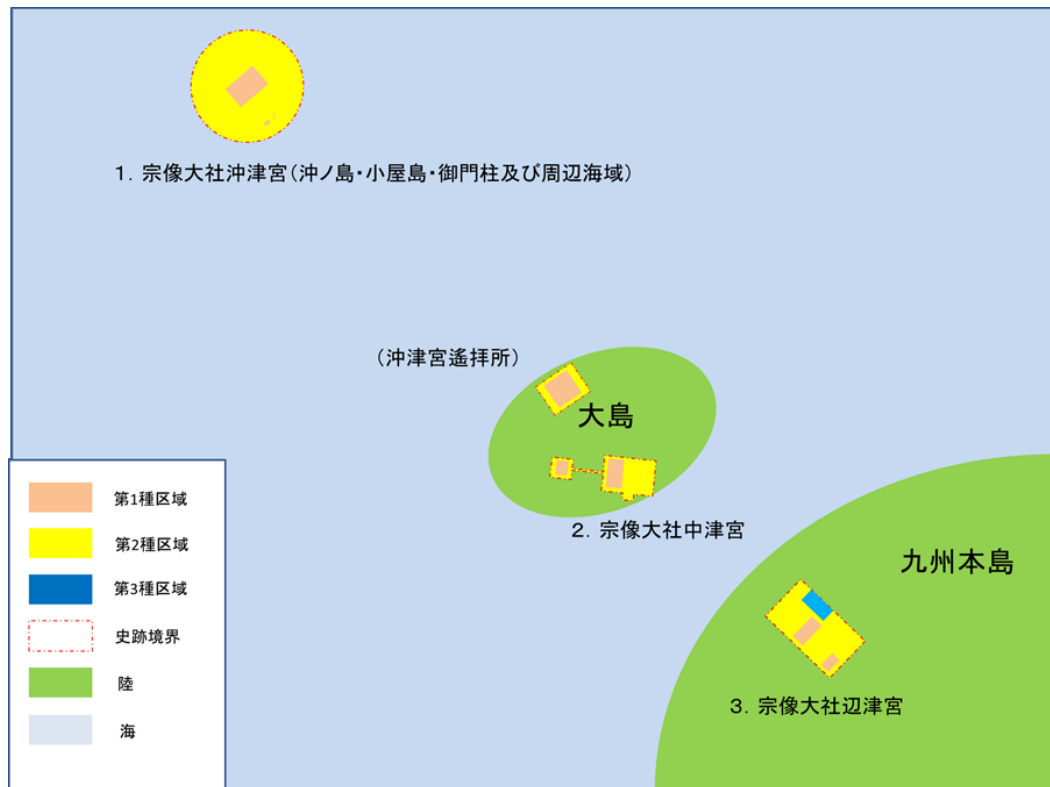 1. 宗像大社沖津宮(沖ノ島・小屋島・御門柱及び周辺海域)
(沖津宮遙拝所)
大島
2. 宗像大社中津宮
九州本島
3. 宗像大社辺津宮
第1種区域
第2種区域
第3種区域
史跡境界
陸
海